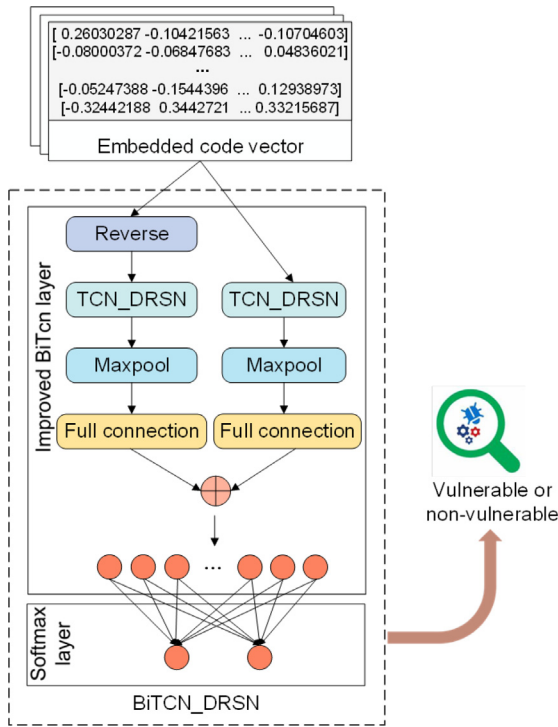 [ 0.26030287 -0.10421563 ... -0.10704603]
[-0.08000372 -0.06847683 ... 0.04836021]
...
[-0.05247388 -0.1544396 ... 0.12938973]
[-0.32442188 0.3442721 ... 0.33215687]
Embedded code vector
Improved BiTcn layer
Reverse
TCN_DRSN TCN_DRSN
Maxpool Maxpool
Full connection Full connection
...
Softmax
layer
BiTCN_DRSN
Vulnerable or
non-vulnerable